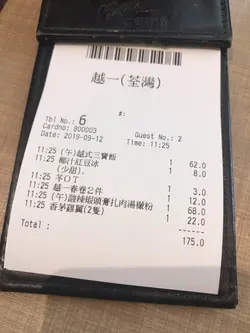 越一(荃灣)
#:
Tbl No.: 6
Cardno: B00003
Guest No.: 2
Date: 2019-09-12
Time: 11:25
11:25 (午)越式三寶飯 1 62.0
11:25 椰汁紅豆冰 1 8.0
(少甜).
11:25 苓0T 1 3.0
11:25 越一春卷2件 1 12.0
11:25 (午)甜辣蝦頭膏扎肉湯檬粉 1 68.0
11:25 香茅雞翼(2隻) 1 22.0
Total : 175.0